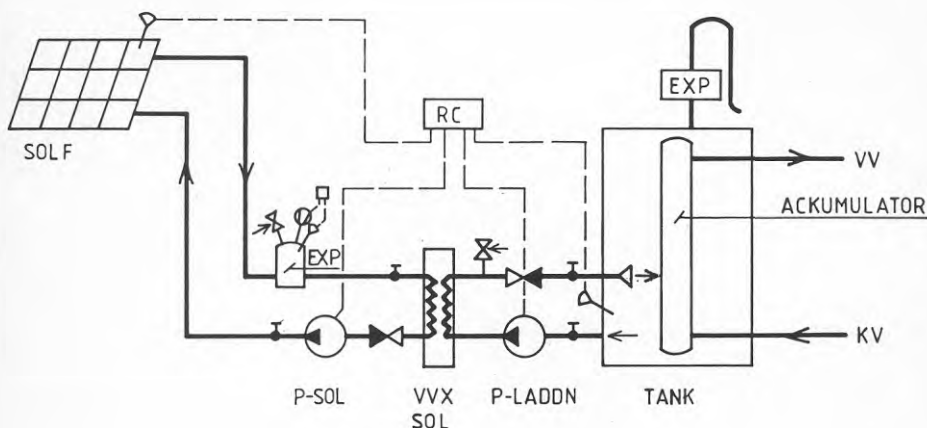 EXP
RC
SOLF
VV
ACKUMULATOR
EXP
KV
P-SOL
VVX
SOL
P-LADDN
TANK